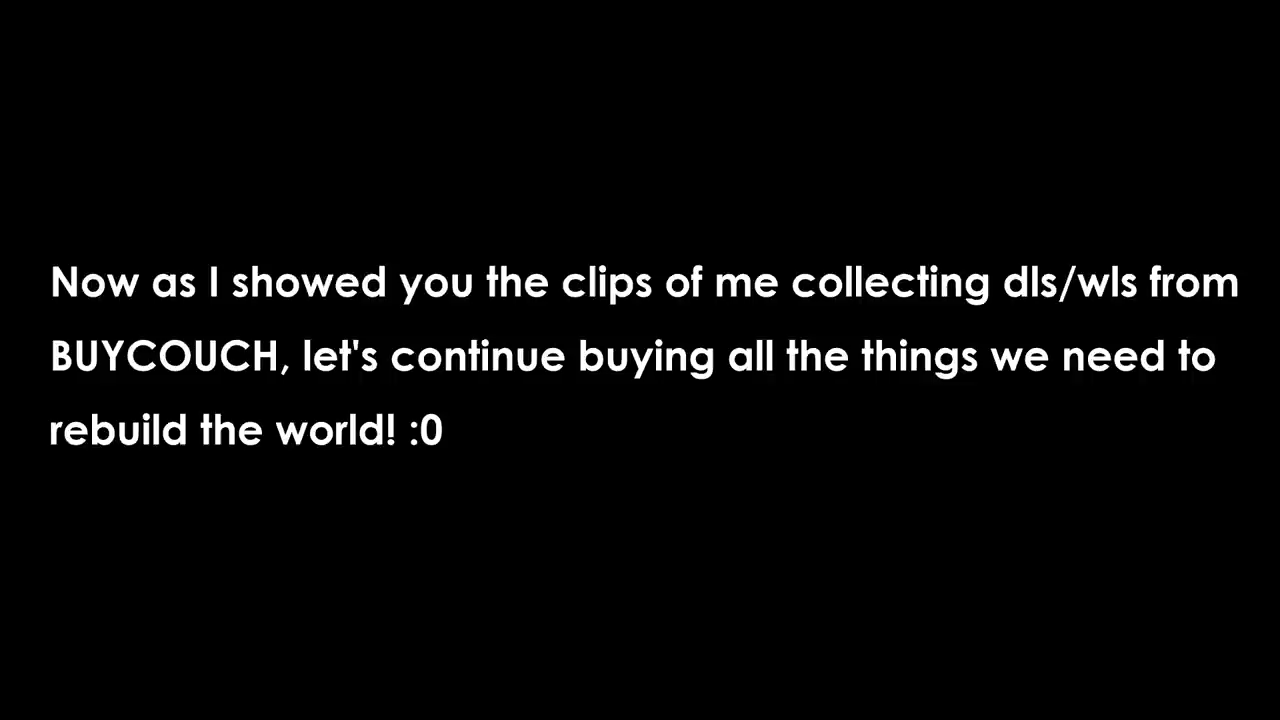 Now as I showed you the clips of me collecting dls/wls from
BUYCOUCH, let's continue buying all the things we need to
rebuild the world! :0